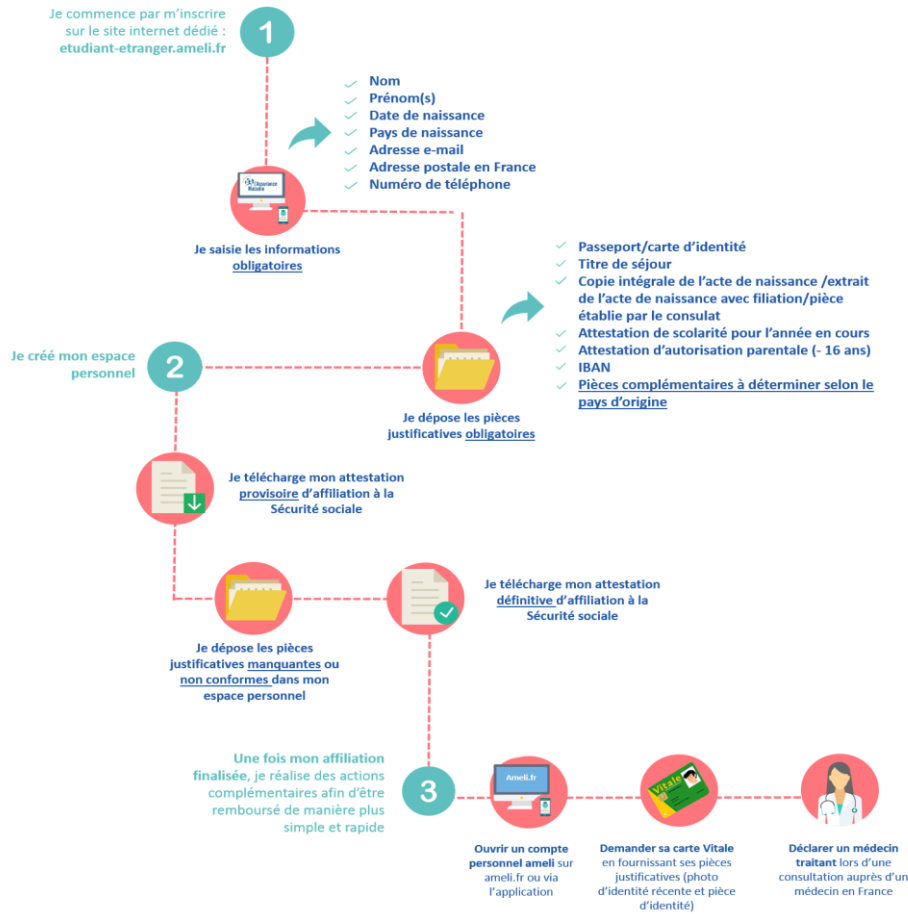 Je commence par m'inscrire
sur le site internet dédié :
etudiant-etranger.ameli.fr
1
Nom
Prénom(s)
Date de naissance
Pays de naissance
Adresse e-mail
Adresse postale en France
Numéro de téléphone
l'Assurance
Maladie
Je saisie les informations
obligatoires
Passeport/carte d'identité
Titre de séjour
Copie intégrale de l'acte de naissance /extrait
de l'acte de naissance avec filiation/pièce
établie par le consulat
Attestation de scolarité pour l'année en cours
Attestation d'autorisation parentale (- 16 ans)
IBAN
Pièces complémentaires à déterminer selon le
pays d'origine
Je dépose les pièces
justificatives obligatoires
Je créé mon espace
personnel
2
Je télécharge mon attestation
provisoire d'affiliation à la
Sécurité sociale
Je dépose les pièces
justificatives manquantes ou
non conformes dans mon
espace personnel
Je télécharge mon attestation
définitive d'affiliation à la
Sécurité sociale
Une fois mon affiliation
finalisée, je réalise des actions
complémentaires afin d'être
remboursé de manière plus
simple et rapide
3
Ameli.fr
Ouvrir un compte
personnel ameli sur
ameli.fr ou via
l'application
Vitale
Demander sa carte Vitale
en fournissant ses pièces
justificatives (photo
d'identité récente et pièce
d'identité)
Déclarer un médecin
traitant lors d'une
consultation auprès d'un
médecin en France